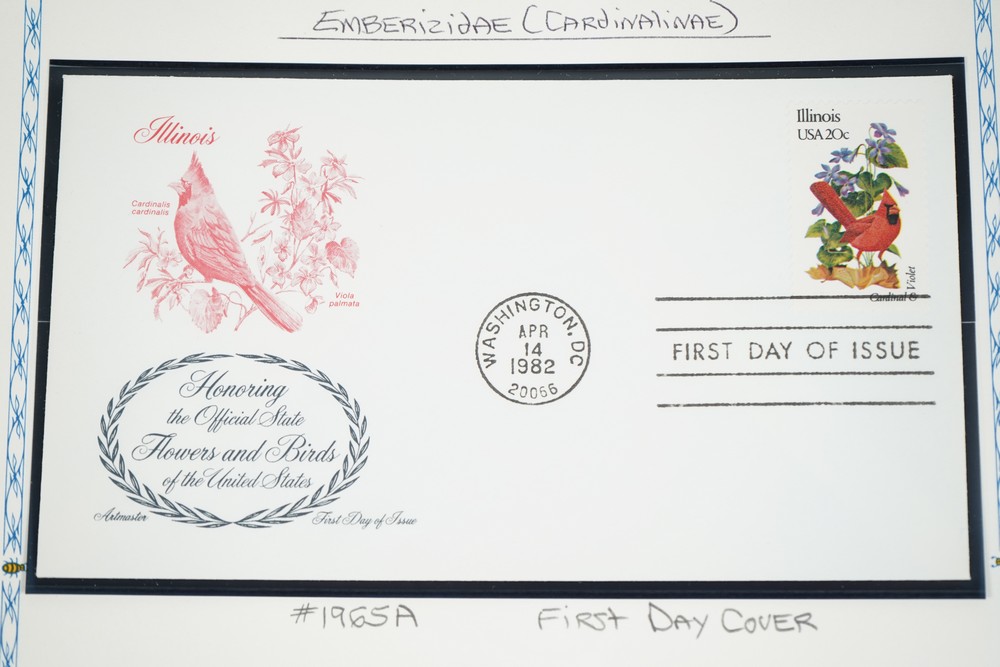 EMBERIZIDAE (CARDINALINAE)
Illinois
Cardinalis
cardinalis
Viola
palmata
Illinois
USA 20c
Cardinal & Violet
WASHINGTON, DC
APR
14
1982
20066
FIRST DAY OF ISSUE
Honoring
the Official State
Flowers and Birds
of the United States
Artmaster
First Day of Issue
#1965A
FIRST DAY COVER